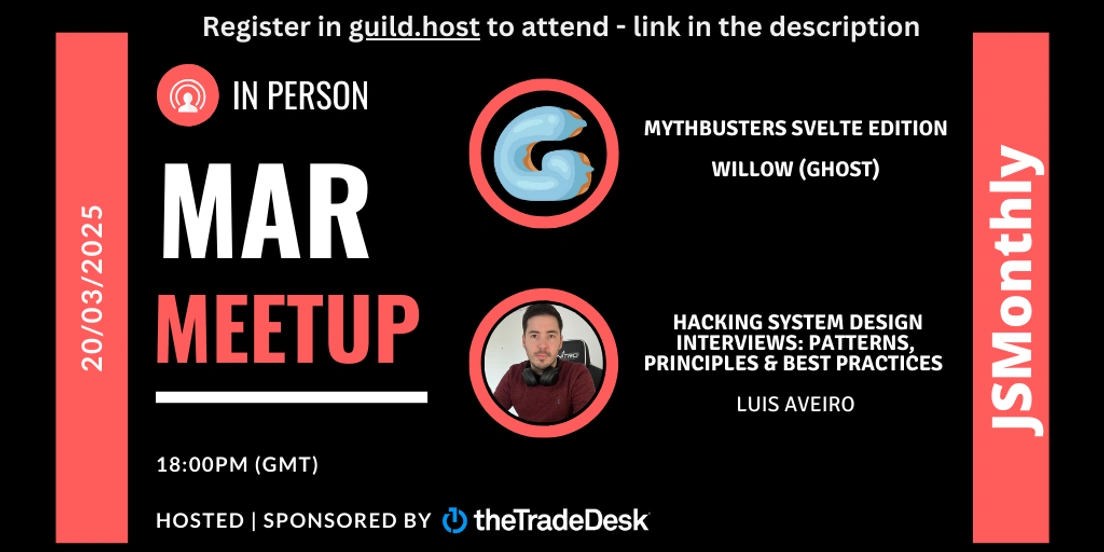 Register in guild.host to attend - link in the description
20/03/2025
IN PERSON
MAR
MEETUP
18:00PM (GMT)
HOSTED | SPONSORED BY theTradeDesk
MYTHBUSTERS SVELTE EDITION
WILLOW (GHOST)
HACKING SYSTEM DESIGN
INTERVIEWS: PATTERNS,
PRINCIPLES & BEST PRACTICES
LUIS AVEIRO
JSMonthly